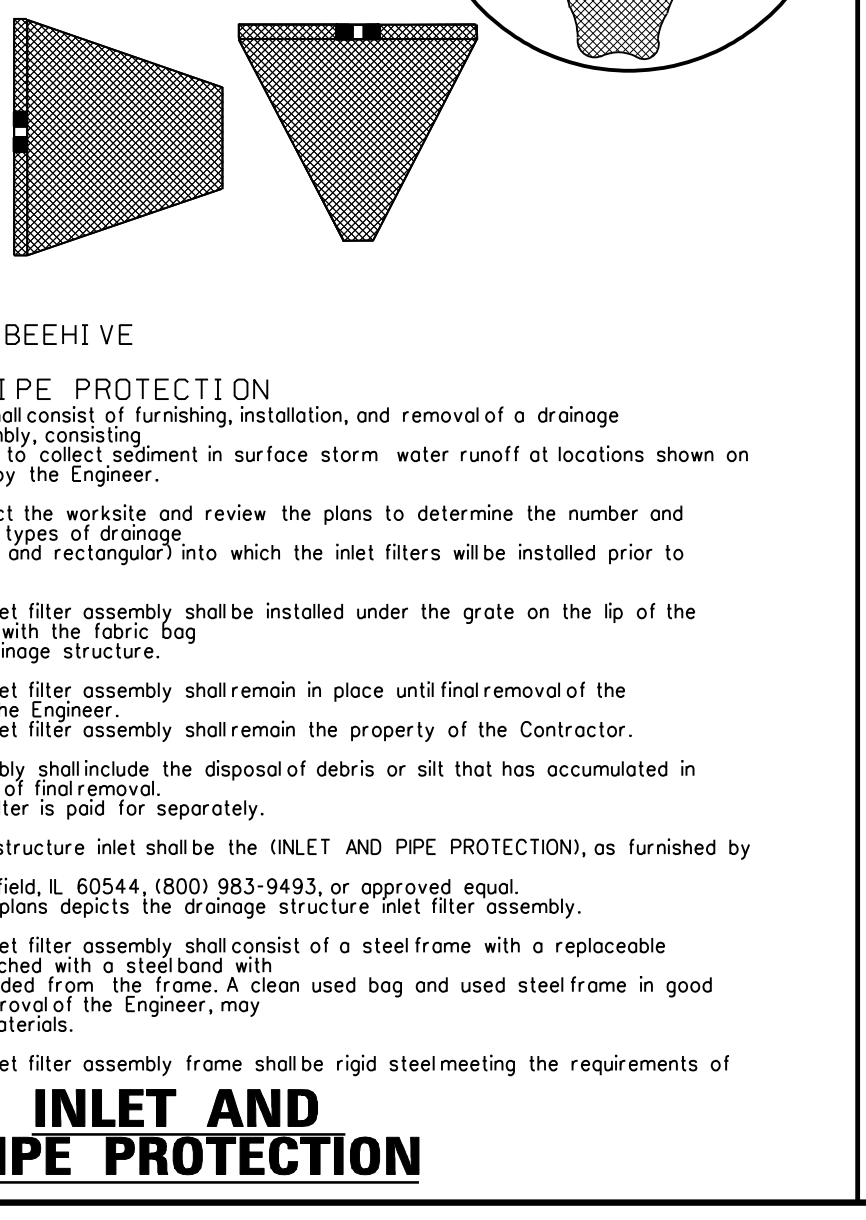 BEEHIVE
IPE PROTECTION
hall consist of furnishing, installation, and removal of a drainage
mbly, consisting
to collect sediment in surface storm water runoff at locations shown on
by the Engineer.
ct the worksite and review the plans to determine the number and
types of drainage
and rectangular) into which the inlet filters will be installed prior to
et filter assembly shall be installed under the grate on the lip of the
with the fabric bag
inage structure.
et filter assembly shall remain in place until final removal of the
he Engineer.
et filter assembly shall remain the property of the Contractor.
bly shall include the disposal of debris or silt that has accumulated in
of final removal.
lter is paid for separately.
structure inlet shall be the (INLET AND PIPE PROTECTION), as furnished by
field, IL 60544, (800) 983-9493, or approved equal.
plans depicts the drainage structure inlet filter assembly.
et filter assembly shall consist of a steel frame with a replaceable
ched with a steel band with
ded from the frame. A clean used bag and used steel frame in good
roval of the Engineer, may
aterials.
et filter assembly frame shall be rigid steel meeting the requirements of
INLET AND
IPE PROTECTION